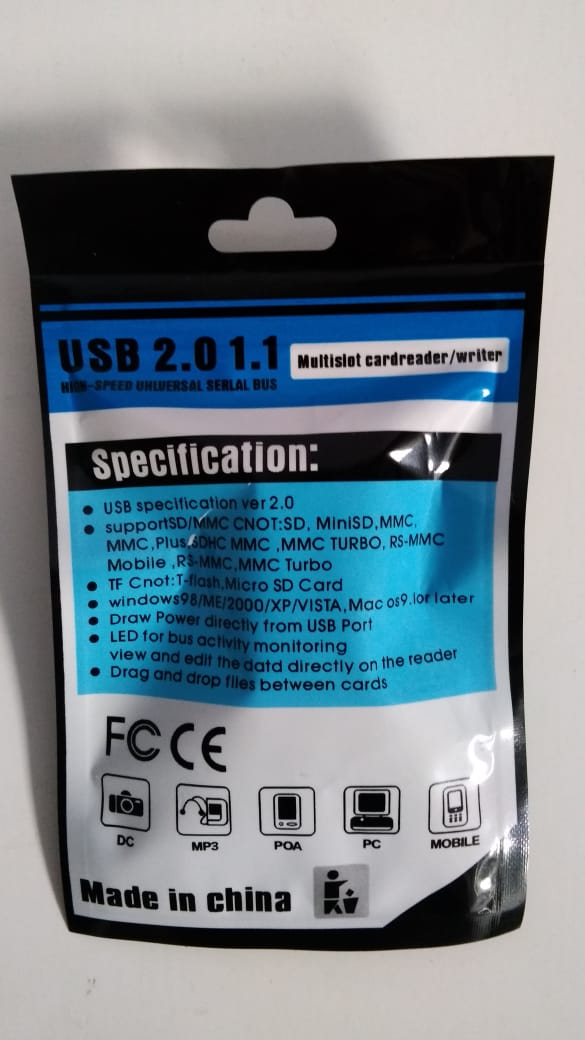 USB 2.0 1.1
Multislot cardreader/writer
HIGH-SPEED UNLVERSAL SERLAL BUS
Specification:
● USB specification ver 2.0
● supportSD/MMC CNOT:SD, MiniSD,MMC,
MMC,Plus,SDHC MMC ,MMC TURBO, RS-MMC
Mobile ,RS-MMC,MMC Turbo
● TF Cnot:T-flash,Micro SD Card
● windows98/ME/2000/XP/VISTA,Mac os9.lor later
● Draw Power directly from USB Port
● LED for bus activity monitoring
view and edit the datd directly on the reader
● Drag and drop flles between cards
FC CE
DC
MP3
POA
PC
MOBILE
Made in china